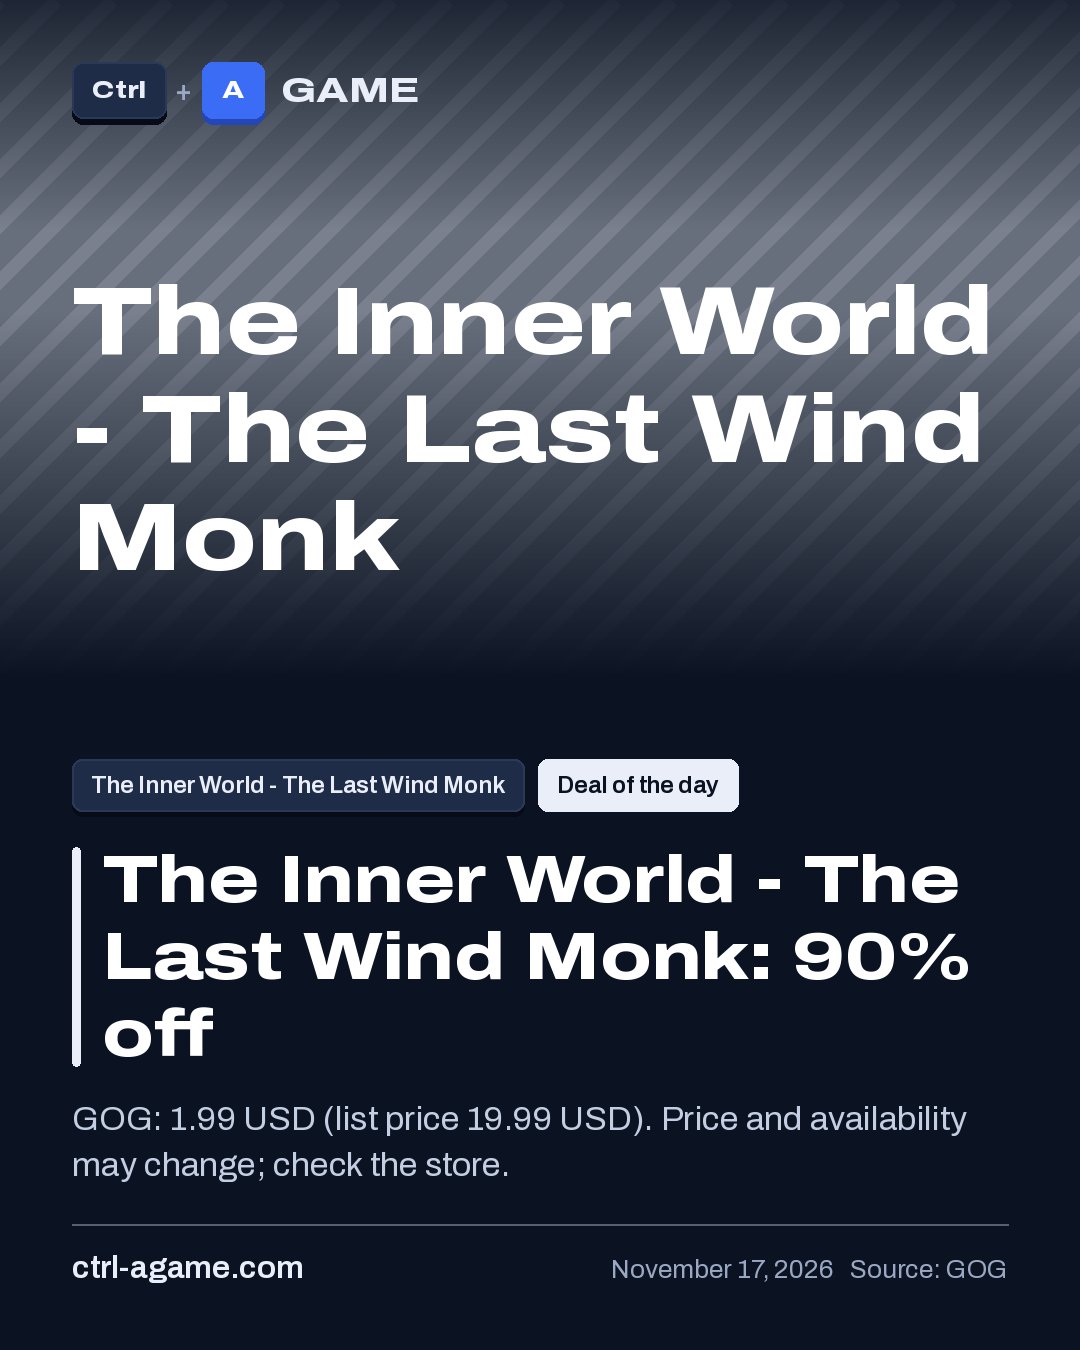 Ctrl + A GAME
The Inner World
- The Last Wind
Monk
The Inner World - The Last Wind Monk
Deal of the day
The Inner World - The
Last Wind Monk: 90%
off
GOG: 1.99 USD (list price 19.99 USD). Price and availability
may change; check the store.
ctrl-agame.com
November 17, 2026 Source: GOG